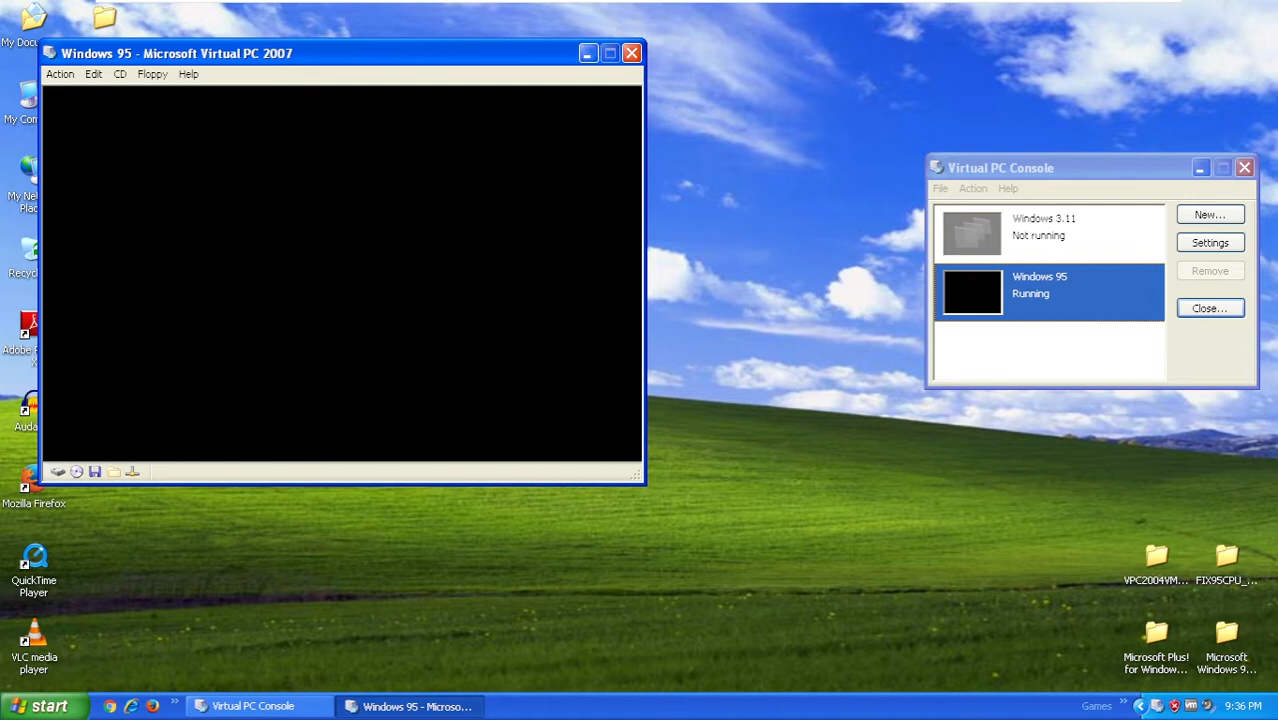 My Docu
Windows 95 - Microsoft Virtual PC 2007
Action Edit CD Floppy Help
My Com
My Ne
Plac
Recyc
Adobe R
X
Auda
Mozilla Firefox
QuickTime
Player
VLC media
player
Virtual PC Console
File Action Help
Windows 3.11
Not running
Windows 95
Running
New...
Settings
Remove
Close...
VPC2004VM...
FIX95CPU_...
Microsoft Plus!
for Window...
Microsoft
Windows 9...
start
Virtual PC Console
Windows 95 - Microso...
Games
vm
9:36 PM